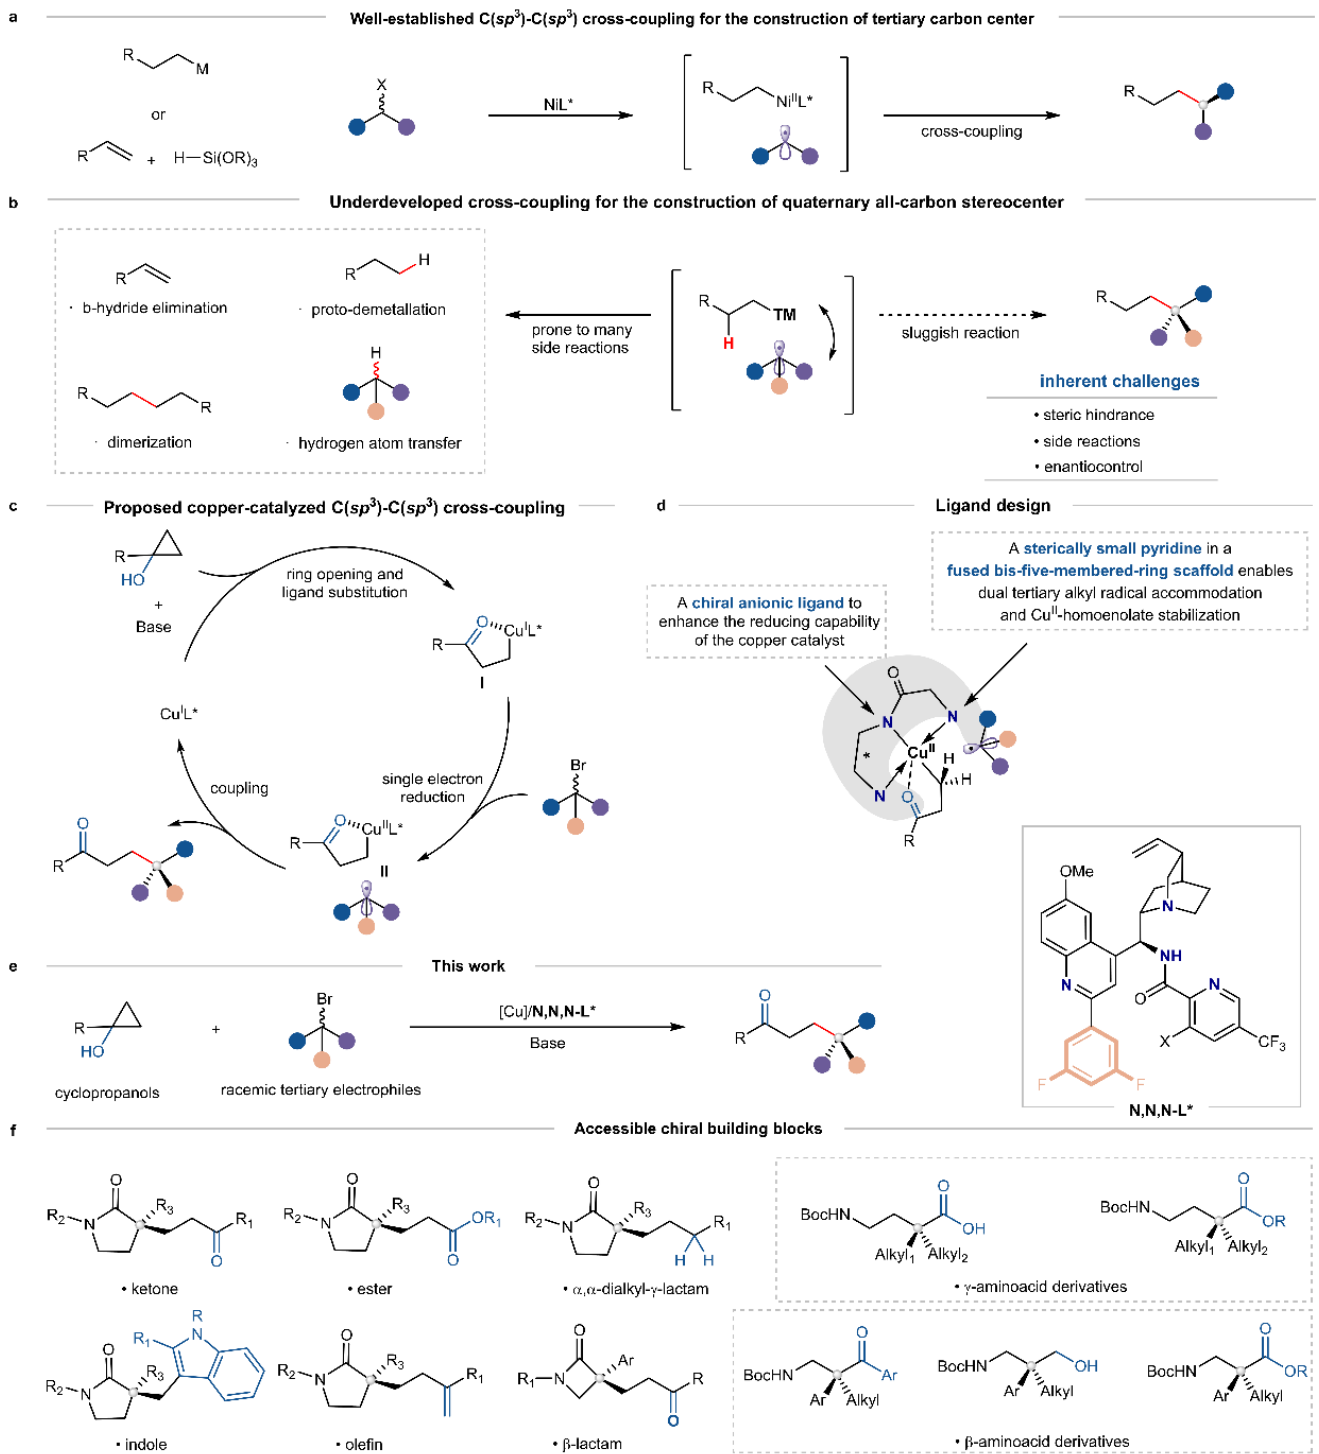 a Well-established C(sp³)-C(sp³) cross-coupling for the construction of tertiary carbon center
R
M
or
R
+ H—Si(OR)₃
X
NiL*
R
NiᴵᴵL*
cross-coupling
R
b Underdeveloped cross-coupling for the construction of quaternary all-carbon stereocenter
R
· b-hydride elimination
R
H
· proto-demetallation
R
R
· dimerization
H
· hydrogen atom transfer
prone to many
side reactions
R
TM
H
sluggish reaction
R
inherent challenges
• steric hindrance
• side reactions
• enantiocontrol
c Proposed copper-catalyzed C(sp³)-C(sp³) cross-coupling
R
HO
+
Base
ring opening and
ligand substitution
O
CuᴵL*
R
I
CuᴵL*
coupling
single electron
reduction
Br
O
CuᴵᴵL*
R
II
O
R
d Ligand design
A sterically small pyridine in a
fused bis-five-membered-ring scaffold enables
dual tertiary alkyl radical accommodation
and Cuᴵᴵ-homoenolate stabilization
A chiral anionic ligand to
enhance the reducing capability
of the copper catalyst
O
N
N
*
Cuᴵᴵ
H
H
N
O
R
OMe
N
NH
N
O
N
X
CF₃
F
F
N,N,N-L*
e This work
R
HO
cyclopropanols
+
Br
racemic tertiary electrophiles
[Cu]/N,N,N-L*
Base
O
R
f Accessible chiral building blocks
O
R₃
R₂
N
R₁
O
• ketone
O
R₃
R₂
N
OR₁
O
• ester
O
R₃
R₂
N
R₁
H H
• α,α-dialkyl-γ-lactam
O
BocHN
OH
Alkyl₁ Alkyl₂
O
BocHN
OR
Alkyl₁ Alkyl₂
• γ-aminoacid derivatives
R
R₁
N
O
R₃
R₂
N
• indole
O
R₃
R₂
N
R₁
• olefin
O
Ar
R₁
N
R
O
• β-lactam
O
BocHN
Ar
Ar Alkyl
BocHN
OH
Ar Alkyl
O
BocHN
OR
Ar Alkyl
• β-aminoacid derivatives